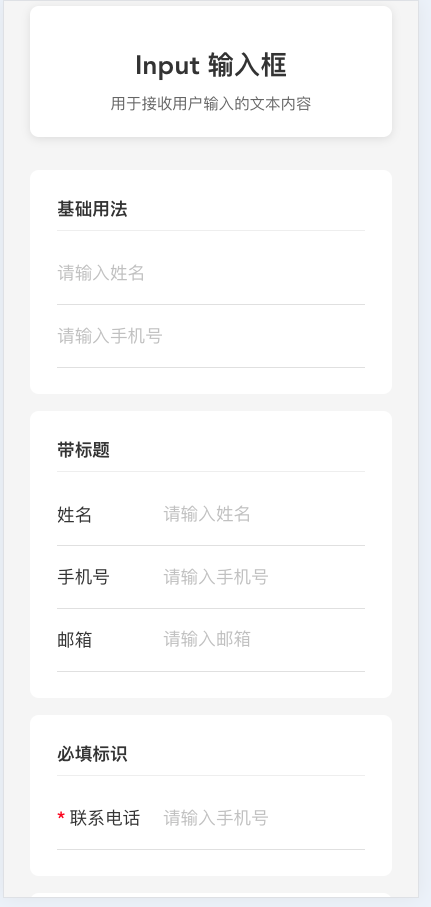 Input 输入框
用于接收用户输入的文本内容
基础用法
请输入姓名
请输入手机号
带标题
姓名 请输入姓名
手机号 请输入手机号
邮箱 请输入邮箱
必填标识
* 联系电话 请输入手机号